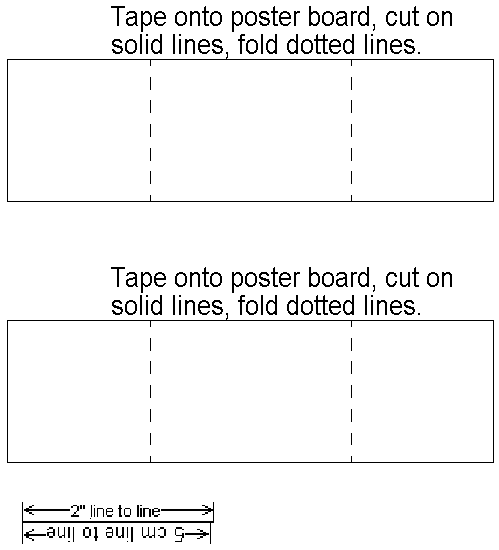 Tape onto poster board, cut on
solid lines, fold dotted lines.
Tape onto poster board, cut on
solid lines, fold dotted lines.
2" line to line
5 cm line to line